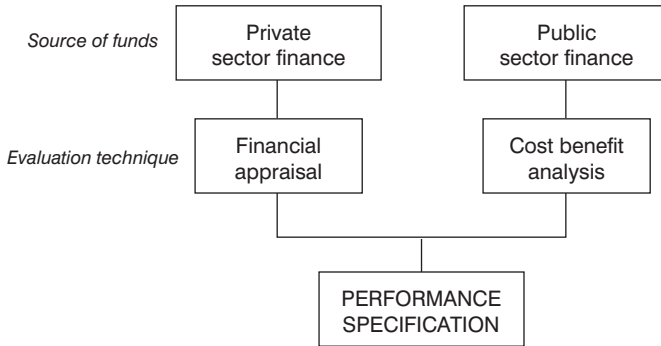 Source of funds
Private
sector finance
Public
sector finance
Evaluation technique
Financial
appraisal
Cost benefit
analysis
PERFORMANCE
SPECIFICATION